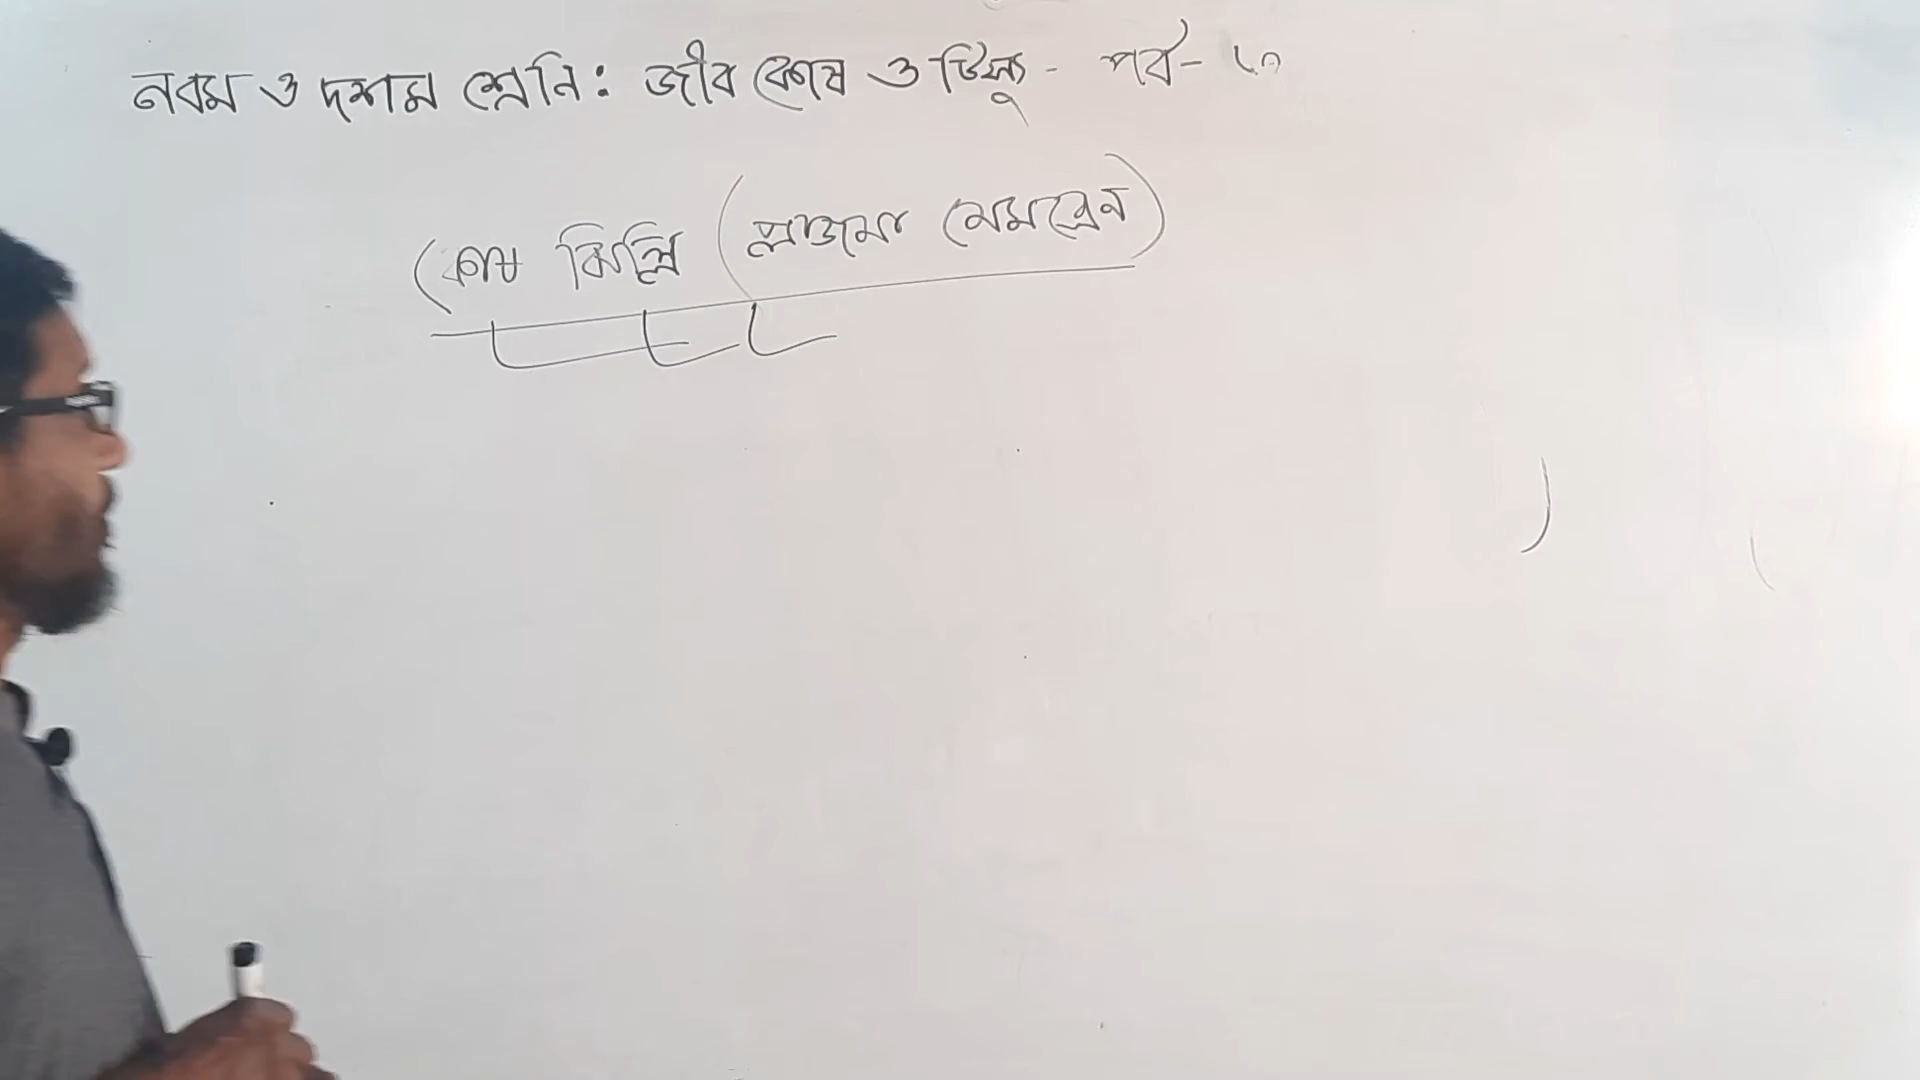 নবম ও দশম শ্রেনি: জীব কোষ ও টিস্যু - পর্ব-
কোষ ঝিল্লি (প্লাজমা মেমব্রেন)